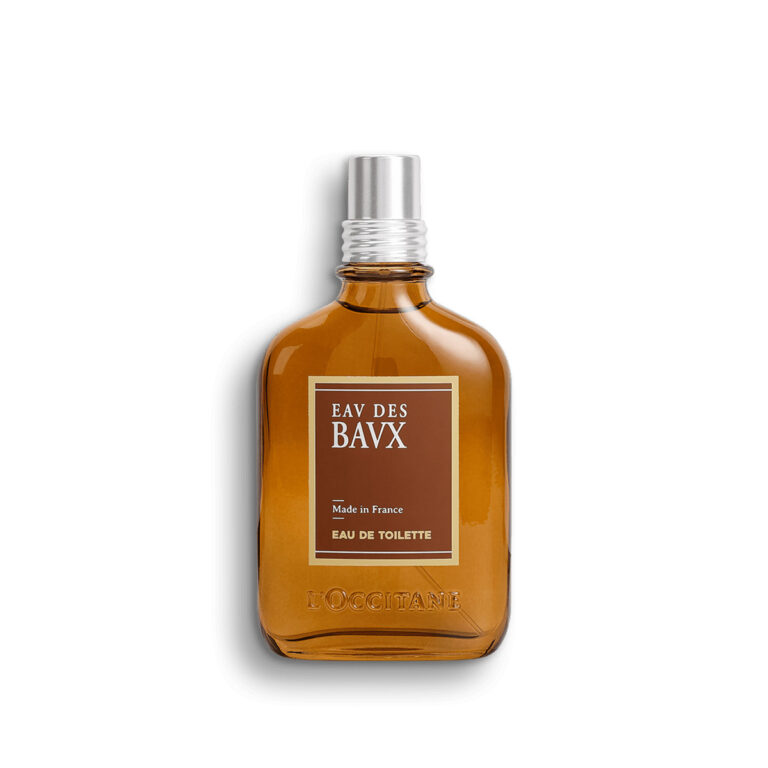 EAV DES
BAVX
Made in France
EAU DE TOILETTE
L'OCCITANE